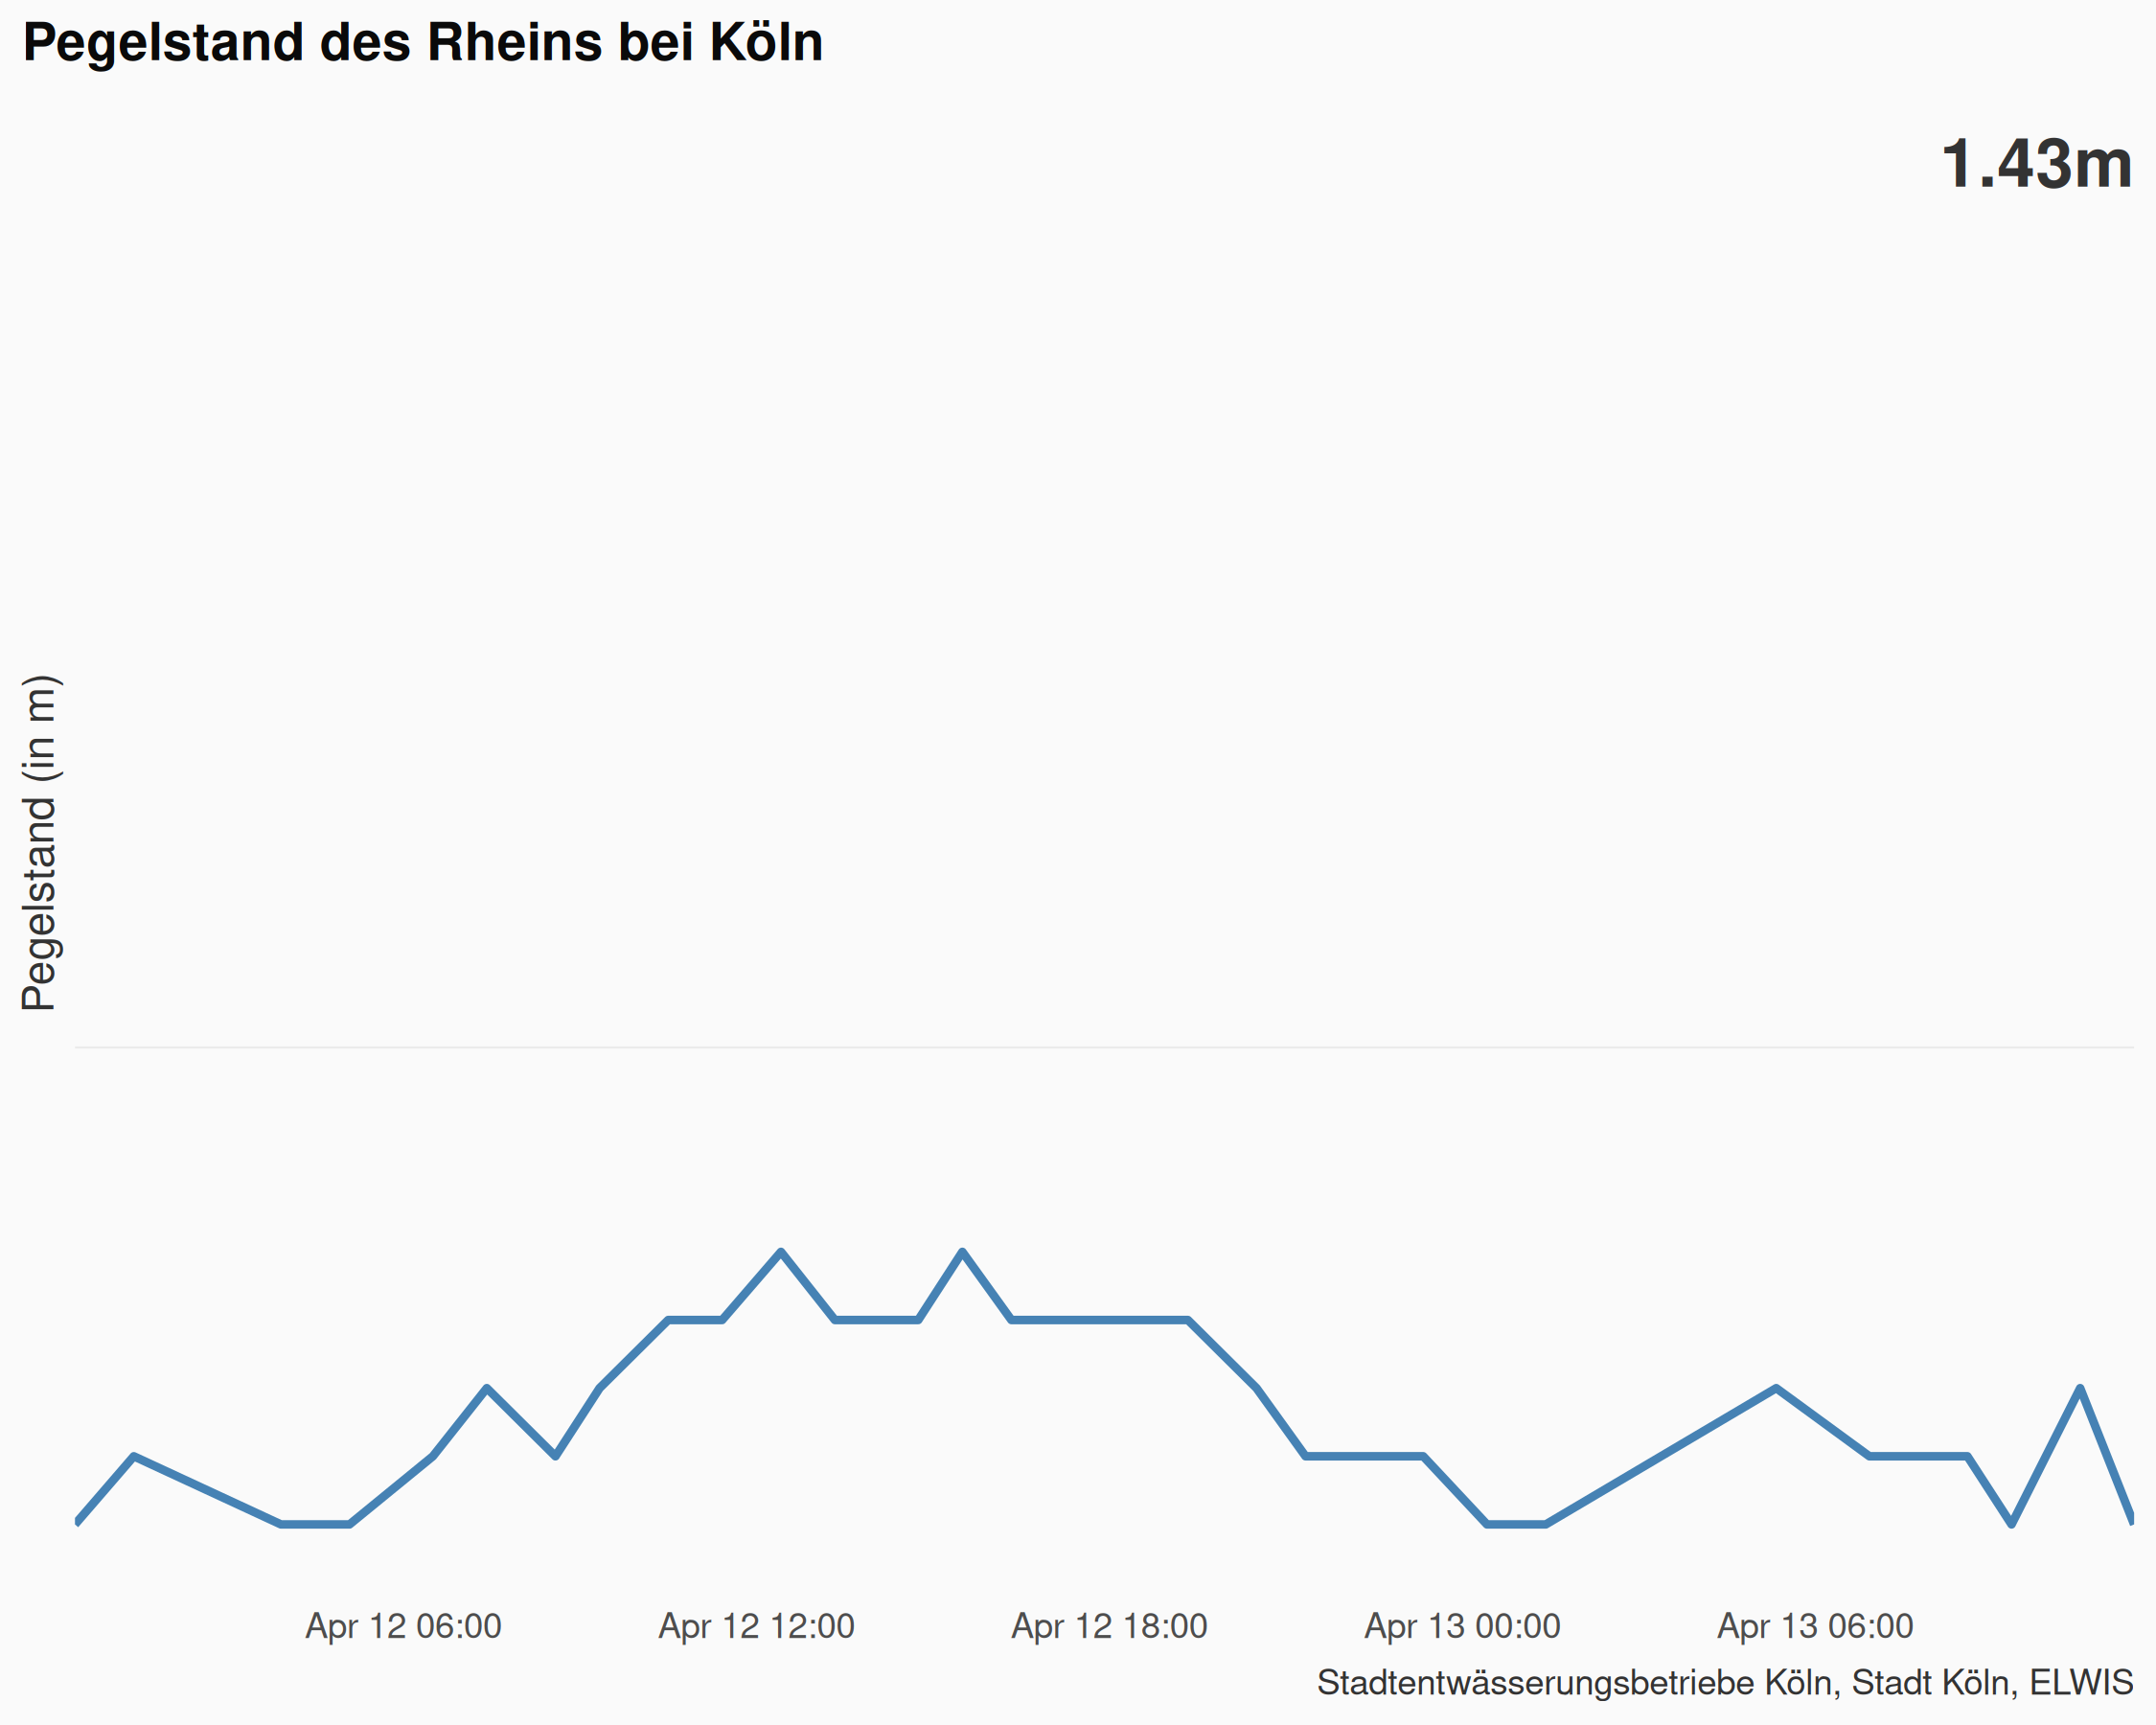 Pegelstand des Rheins bei Köln
1.43m
Pegelstand (in m)
Apr 12 06:00
Apr 12 12:00
Apr 12 18:00
Apr 13 00:00
Apr 13 06:00
Stadtentwässerungsbetriebe Köln, Stadt Köln, ELWIS